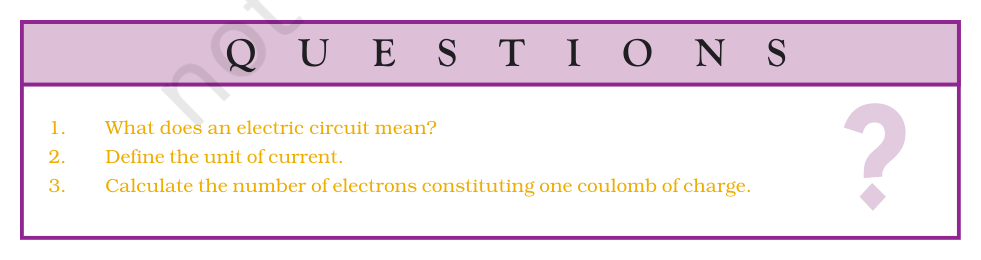 QUESTIONS
1. What does an electric circuit mean?
2. Define the unit of current.
3. Calculate the number of electrons constituting one coulomb of charge.
?
not